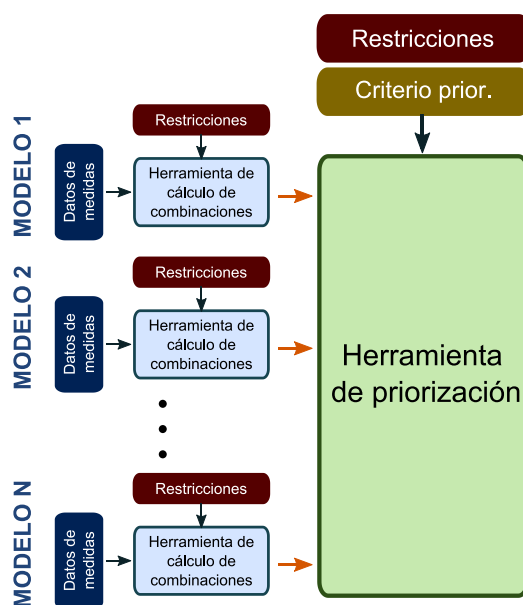 Restricciones
Criterio prior.
MODELO 1
Datos de
medidas
Restricciones
Herramienta de
cálculo de
combinaciones
MODELO 2
Datos de
medidas
Restricciones
Herramienta de
cálculo de
combinaciones
MODELO N
Datos de
medidas
Restricciones
Herramienta de
cálculo de
combinaciones
Herramienta
de priorización